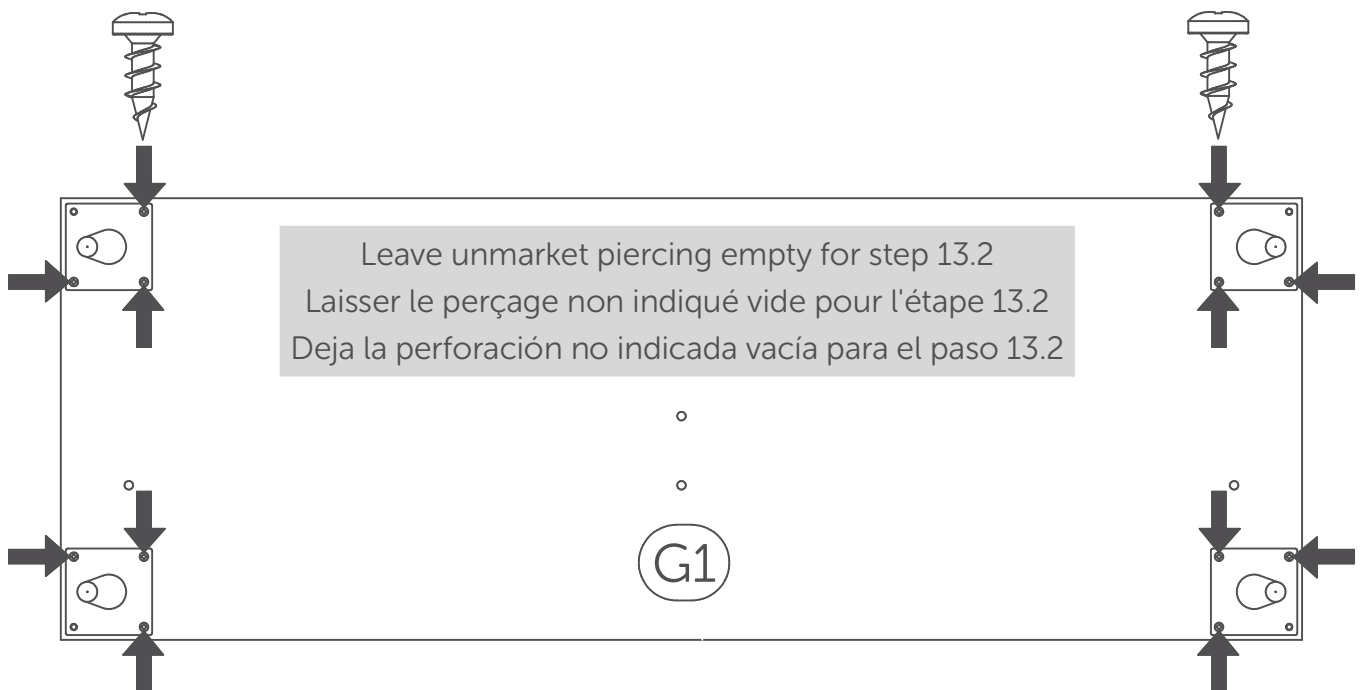 Leave unmarket piercing empty for step 13.2
Laisser le perçage non indiqué vide pour l'étape 13.2
Deja la perforación no indicada vacía para el paso 13.2
G1